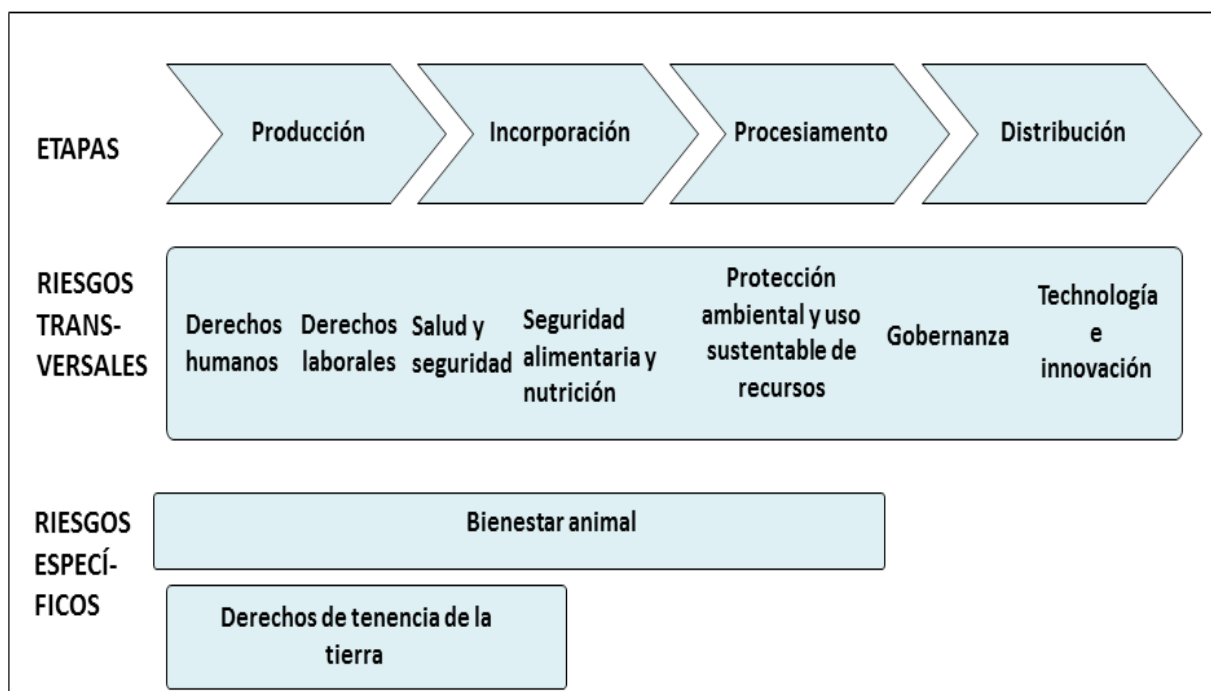 ETAPAS
Producción
Incorporación
Procesiamento
Distribución
RIESGOS
TRANS-
VERSALES
Derechos
humanos
Derechos
laborales
Salud y
seguridad
Seguridad
alimentaria y
nutrición
Protección
ambiental y uso
sustentable de
recursos
Gobernanza
Technología
e
innovación
RIESGOS
ESPECÍ-
FICOS
Bienestar animal
Derechos de tenencia de la
tierra